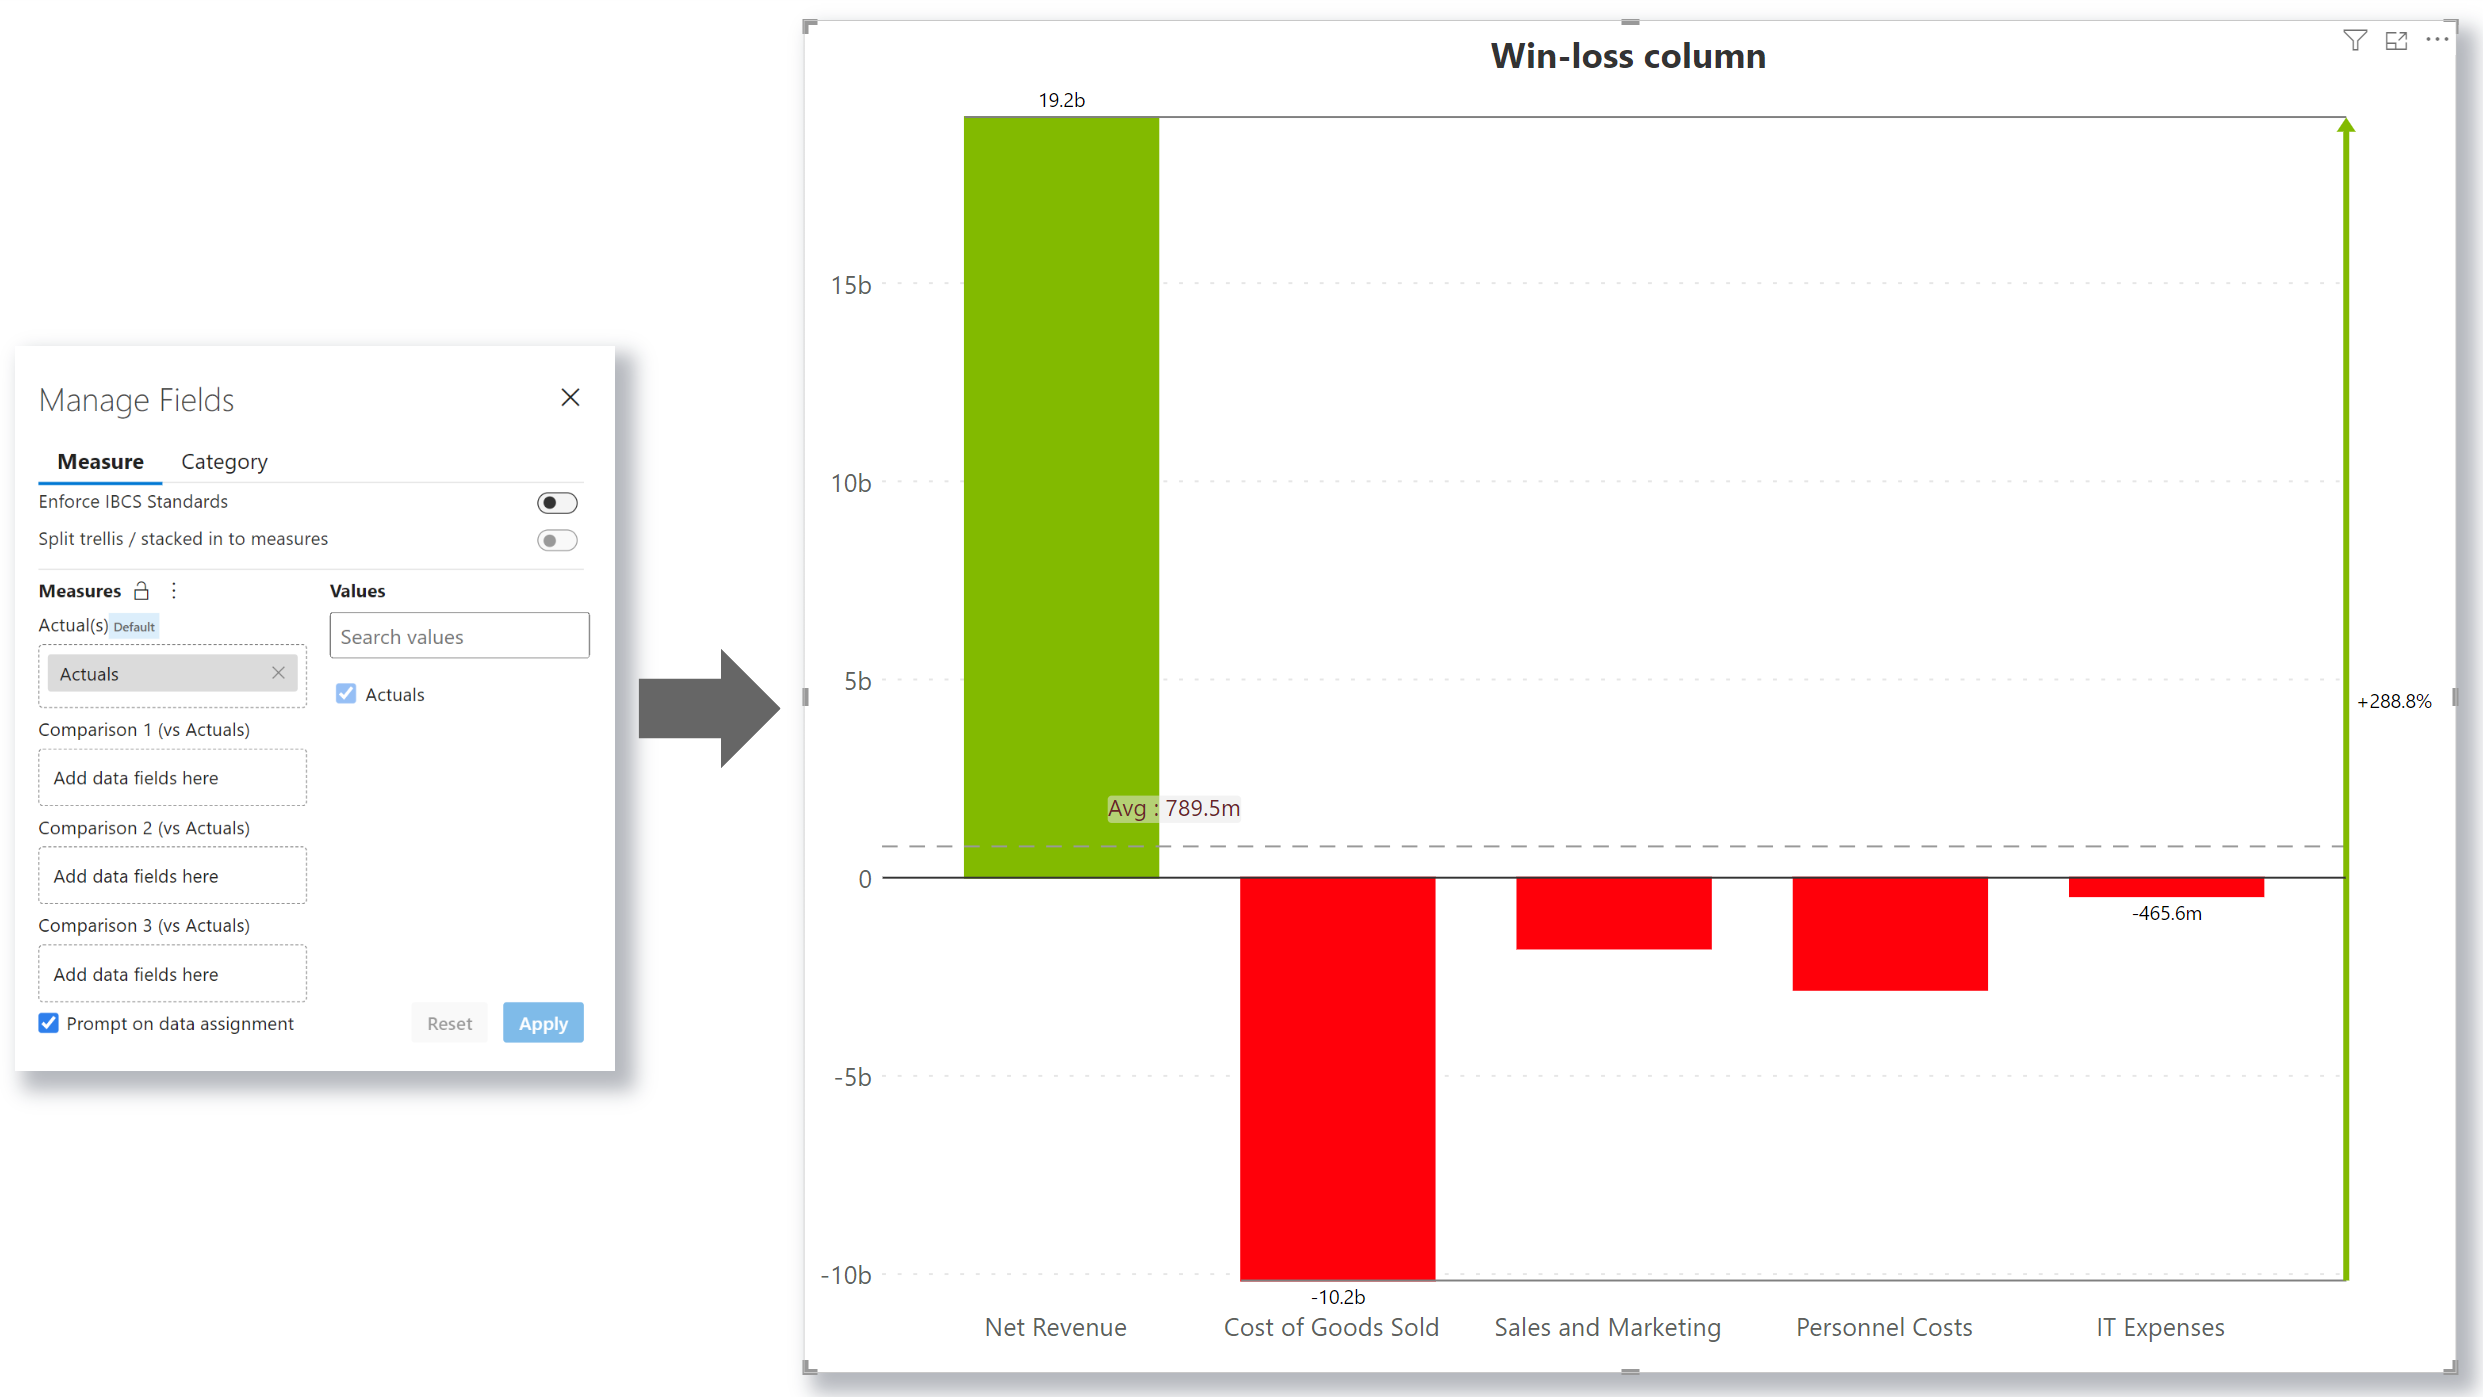 Manage Fields
Measure Category
Enforce IBCS Standards
Split trellis / stacked in to measures
Measures Values
Actual(s) Default
Search values
Actuals
Actuals
Comparison 1 (vs Actuals)
Add data fields here
Comparison 2 (vs Actuals)
Add data fields here
Comparison 3 (vs Actuals)
Add data fields here
Prompt on data assignment Reset Apply
Win-loss column
19.2b
15b
10b
5b
+288.8%
Avg : 789.5m
0
-465.6m
-5b
-10b
-10.2b
Net Revenue Cost of Goods Sold Sales and Marketing Personnel Costs IT Expenses